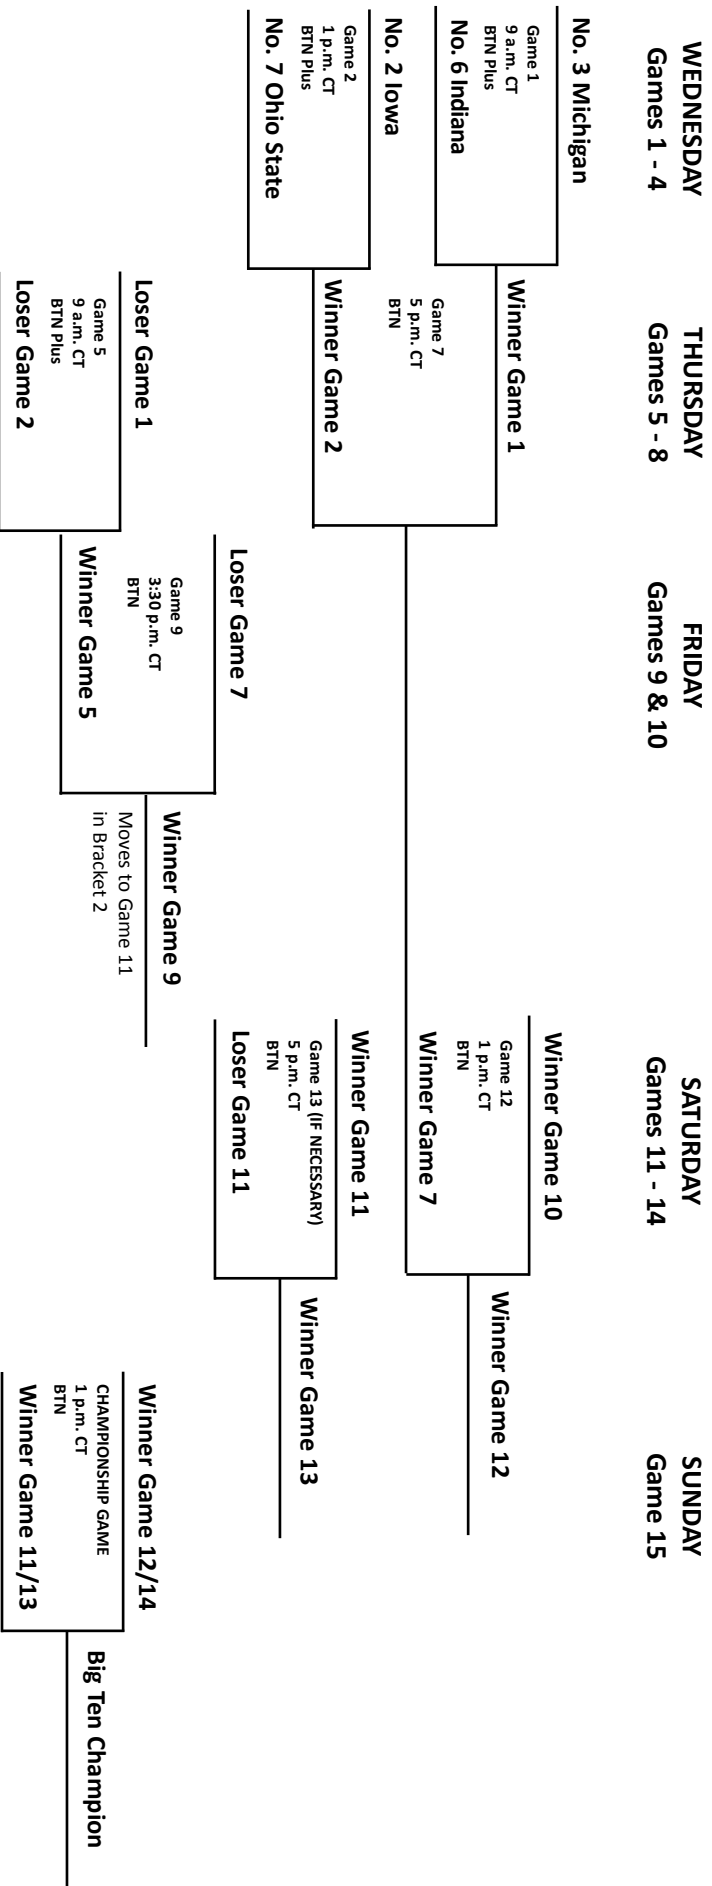 WEDNESDAY
Games 1 - 4
THURSDAY
Games 5 - 8
FRIDAY
Games 9 & 10
SATURDAY
Games 11 - 14
SUNDAY
Game 15
No. 3 Michigan
Game 1
9 a.m. CT
BTN Plus
No. 6 Indiana
No. 2 Iowa
Game 2
1 p.m. CT
BTN Plus
No. 7 Ohio State
Winner Game 1
Game 7
5 p.m. CT
BTN
Winner Game 2
Loser Game 1
Game 5
9 a.m. CT
BTN Plus
Loser Game 2
Loser Game 7
Game 9
3:30 p.m. CT
BTN
Winner Game 5
Winner Game 9
Moves to Game 11
in Bracket 2
Winner Game 10
Game 12
1 p.m. CT
BTN
Winner Game 7
Winner Game 11
Game 13 (IF NECESSARY)
5 p.m. CT
BTN
Loser Game 11
Winner Game 12
Winner Game 13
Winner Game 12/14
CHAMPIONSHIP GAME
1 p.m. CT
BTN
Winner Game 11/13
Big Ten Champion